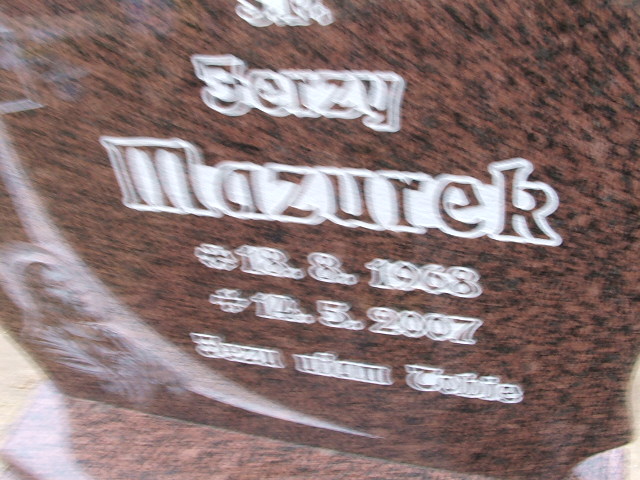 Ś.P.
Jerzy
Mazurek
* 18. 8. 1968
+ 14. 5. 2007
Jezu ufam Tobie